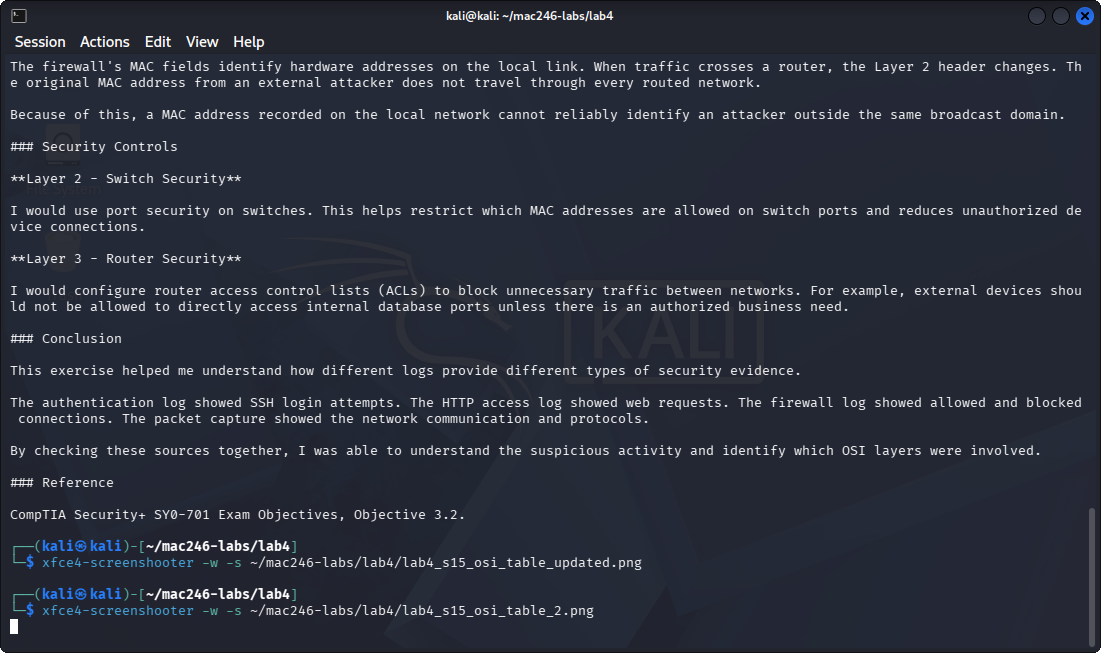 kali@kali: ~/mac246-labs/lab4
Session Actions Edit View Help
The firewall's MAC fields identify hardware addresses on the local link. When traffic crosses a router, the Layer 2 header changes. Th
e original MAC address from an external attacker does not travel through every routed network.
Because of this, a MAC address recorded on the local network cannot reliably identify an attacker outside the same broadcast domain.
### Security Controls
**Layer 2 - Switch Security**
I would use port security on switches. This helps restrict which MAC addresses are allowed on switch ports and reduces unauthorized de
vice connections.
**Layer 3 - Router Security**
I would configure router access control lists (ACLs) to block unnecessary traffic between networks. For example, external devices shou
ld not be allowed to directly access internal database ports unless there is an authorized business need.
KALI
### Conclusion
This exercise helped me understand how different logs provide different types of security evidence.
The authentication log showed SSH login attempts. The HTTP access log showed web requests. The firewall log showed allowed and blocked
connections. The packet capture showed the network communication and protocols.
By checking these sources together, I was able to understand the suspicious activity and identify which OSI layers were involved.
### Reference
CompTIA Security+ SY0-701 Exam Objectives, Objective 3.2.
┌──(kali㉿kali)-[~/mac246-labs/lab4]
└─$ xfce4-screenshooter -w -s ~/mac246-labs/lab4/lab4_s15_osi_table_updated.png
┌──(kali㉿kali)-[~/mac246-labs/lab4]
└─$ xfce4-screenshooter -w -s ~/mac246-labs/lab4/lab4_s15_osi_table_2.png